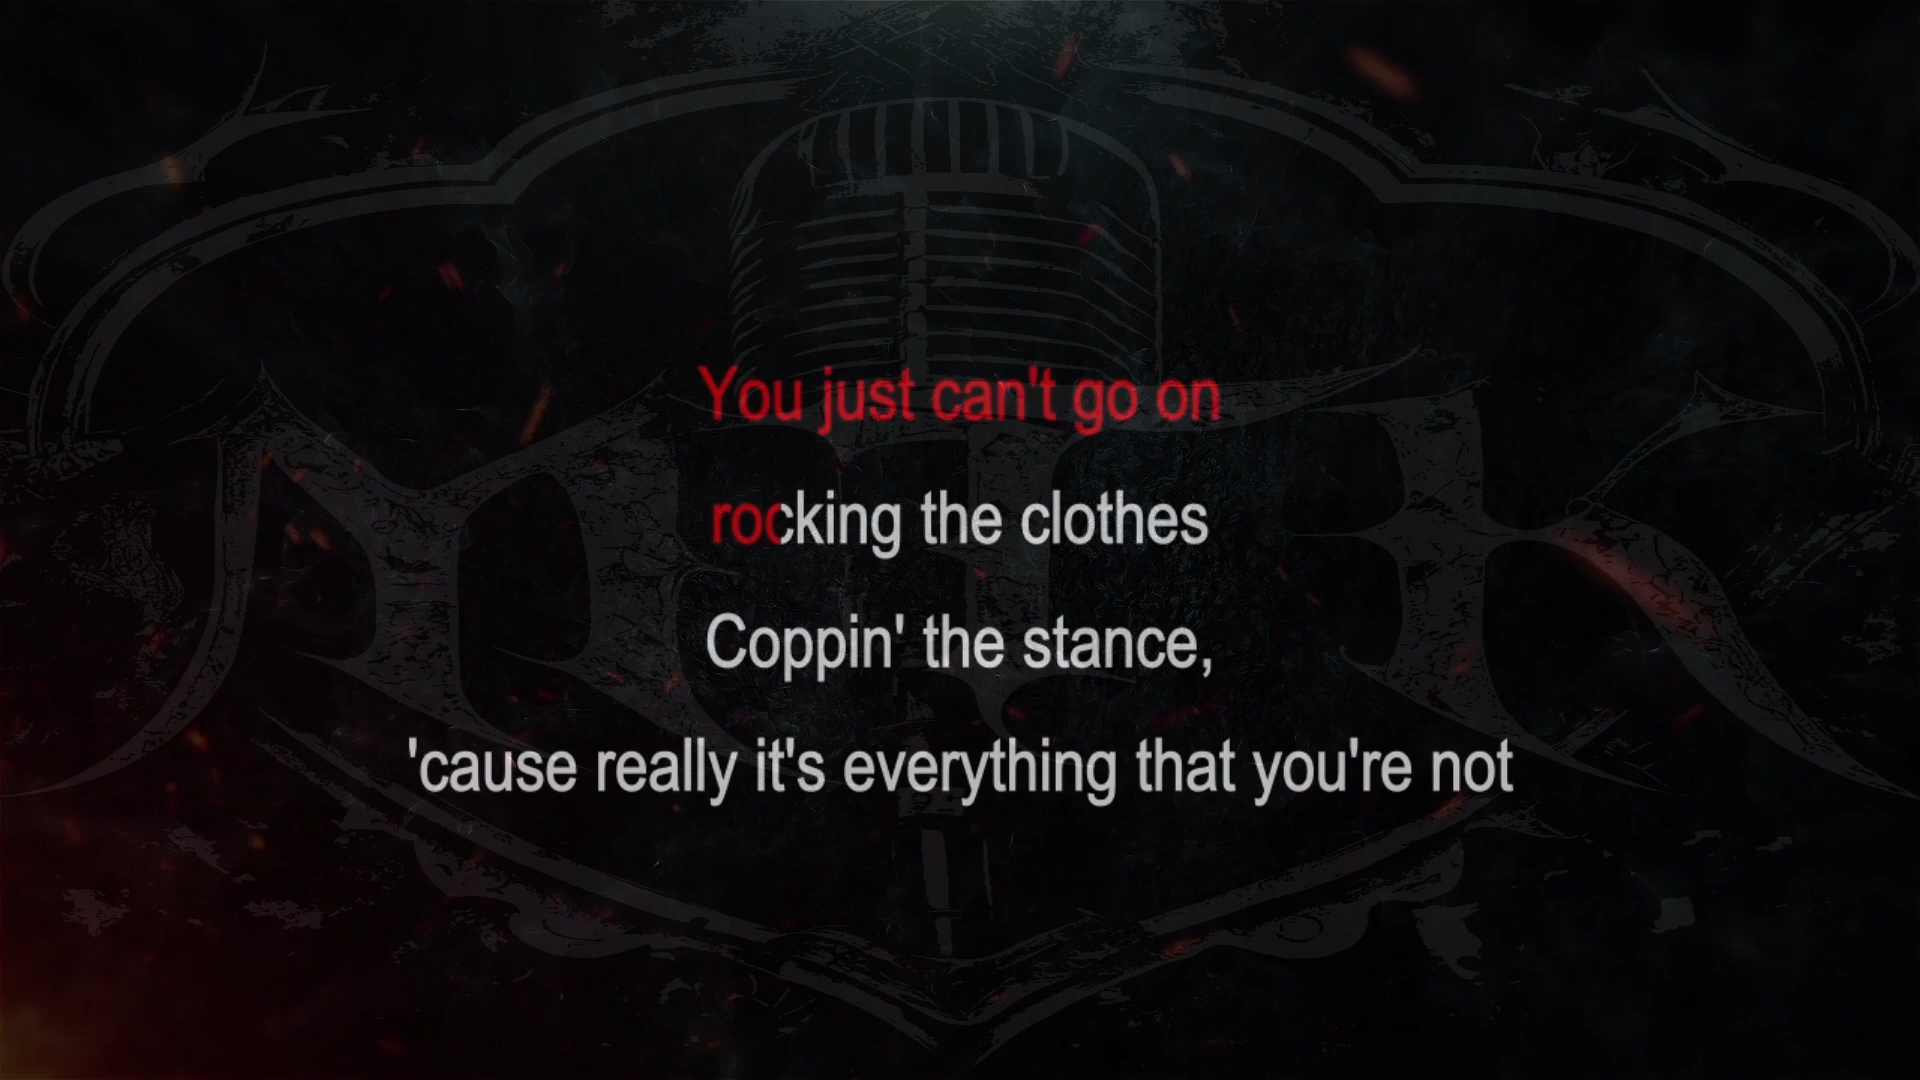 You just can't go on
rocking the clothes
Coppin' the stance,
'cause really it's everything that you're not